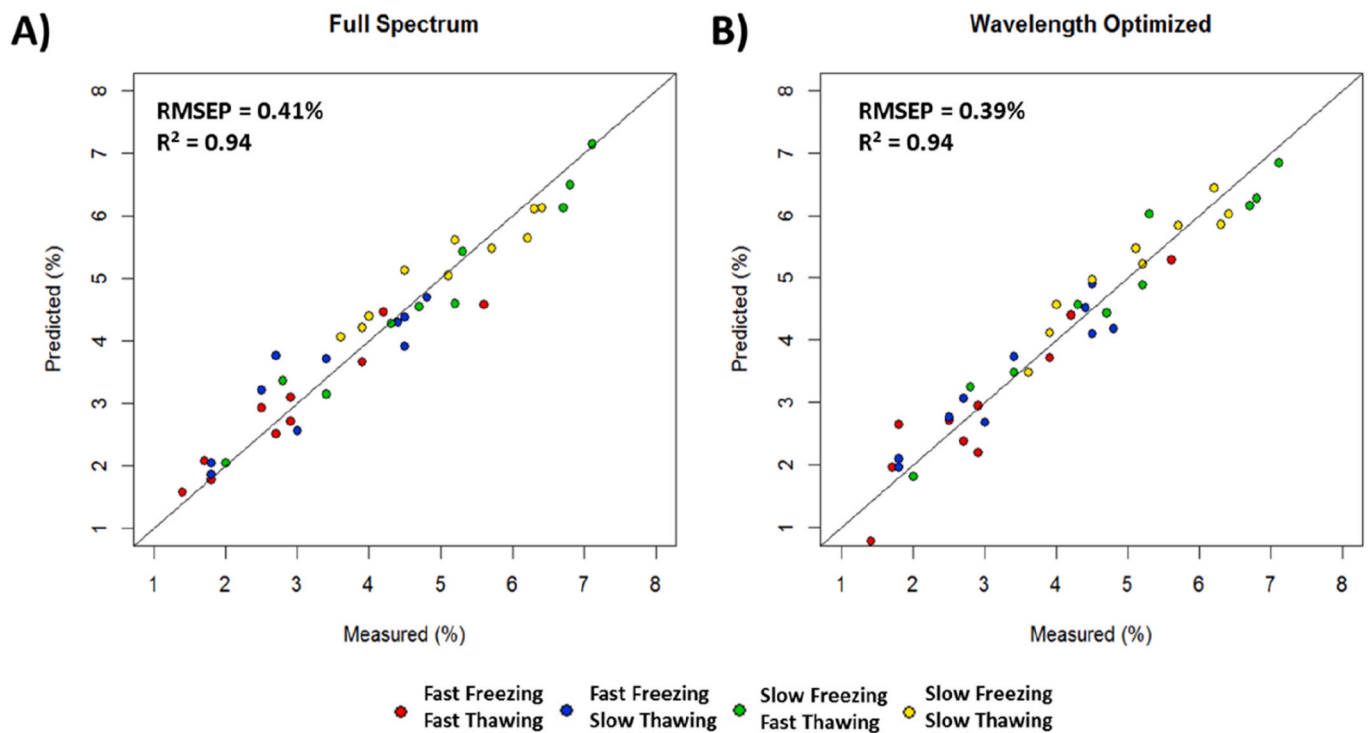 A)
Full Spectrum
RMSEP = 0.41%
R² = 0.94
8
7
6
5
4
3
2
1
Predicted (%)
1 2 3 4 5 6 7 8
Measured (%)
B)
Wavelength Optimized
RMSEP = 0.39%
R² = 0.94
8
7
6
5
4
3
2
1
Predicted (%)
1 2 3 4 5 6 7 8
Measured (%)
Fast Freezing
Fast Thawing
Fast Freezing
Slow Thawing
Slow Freezing
Fast Thawing
Slow Freezing
Slow Thawing